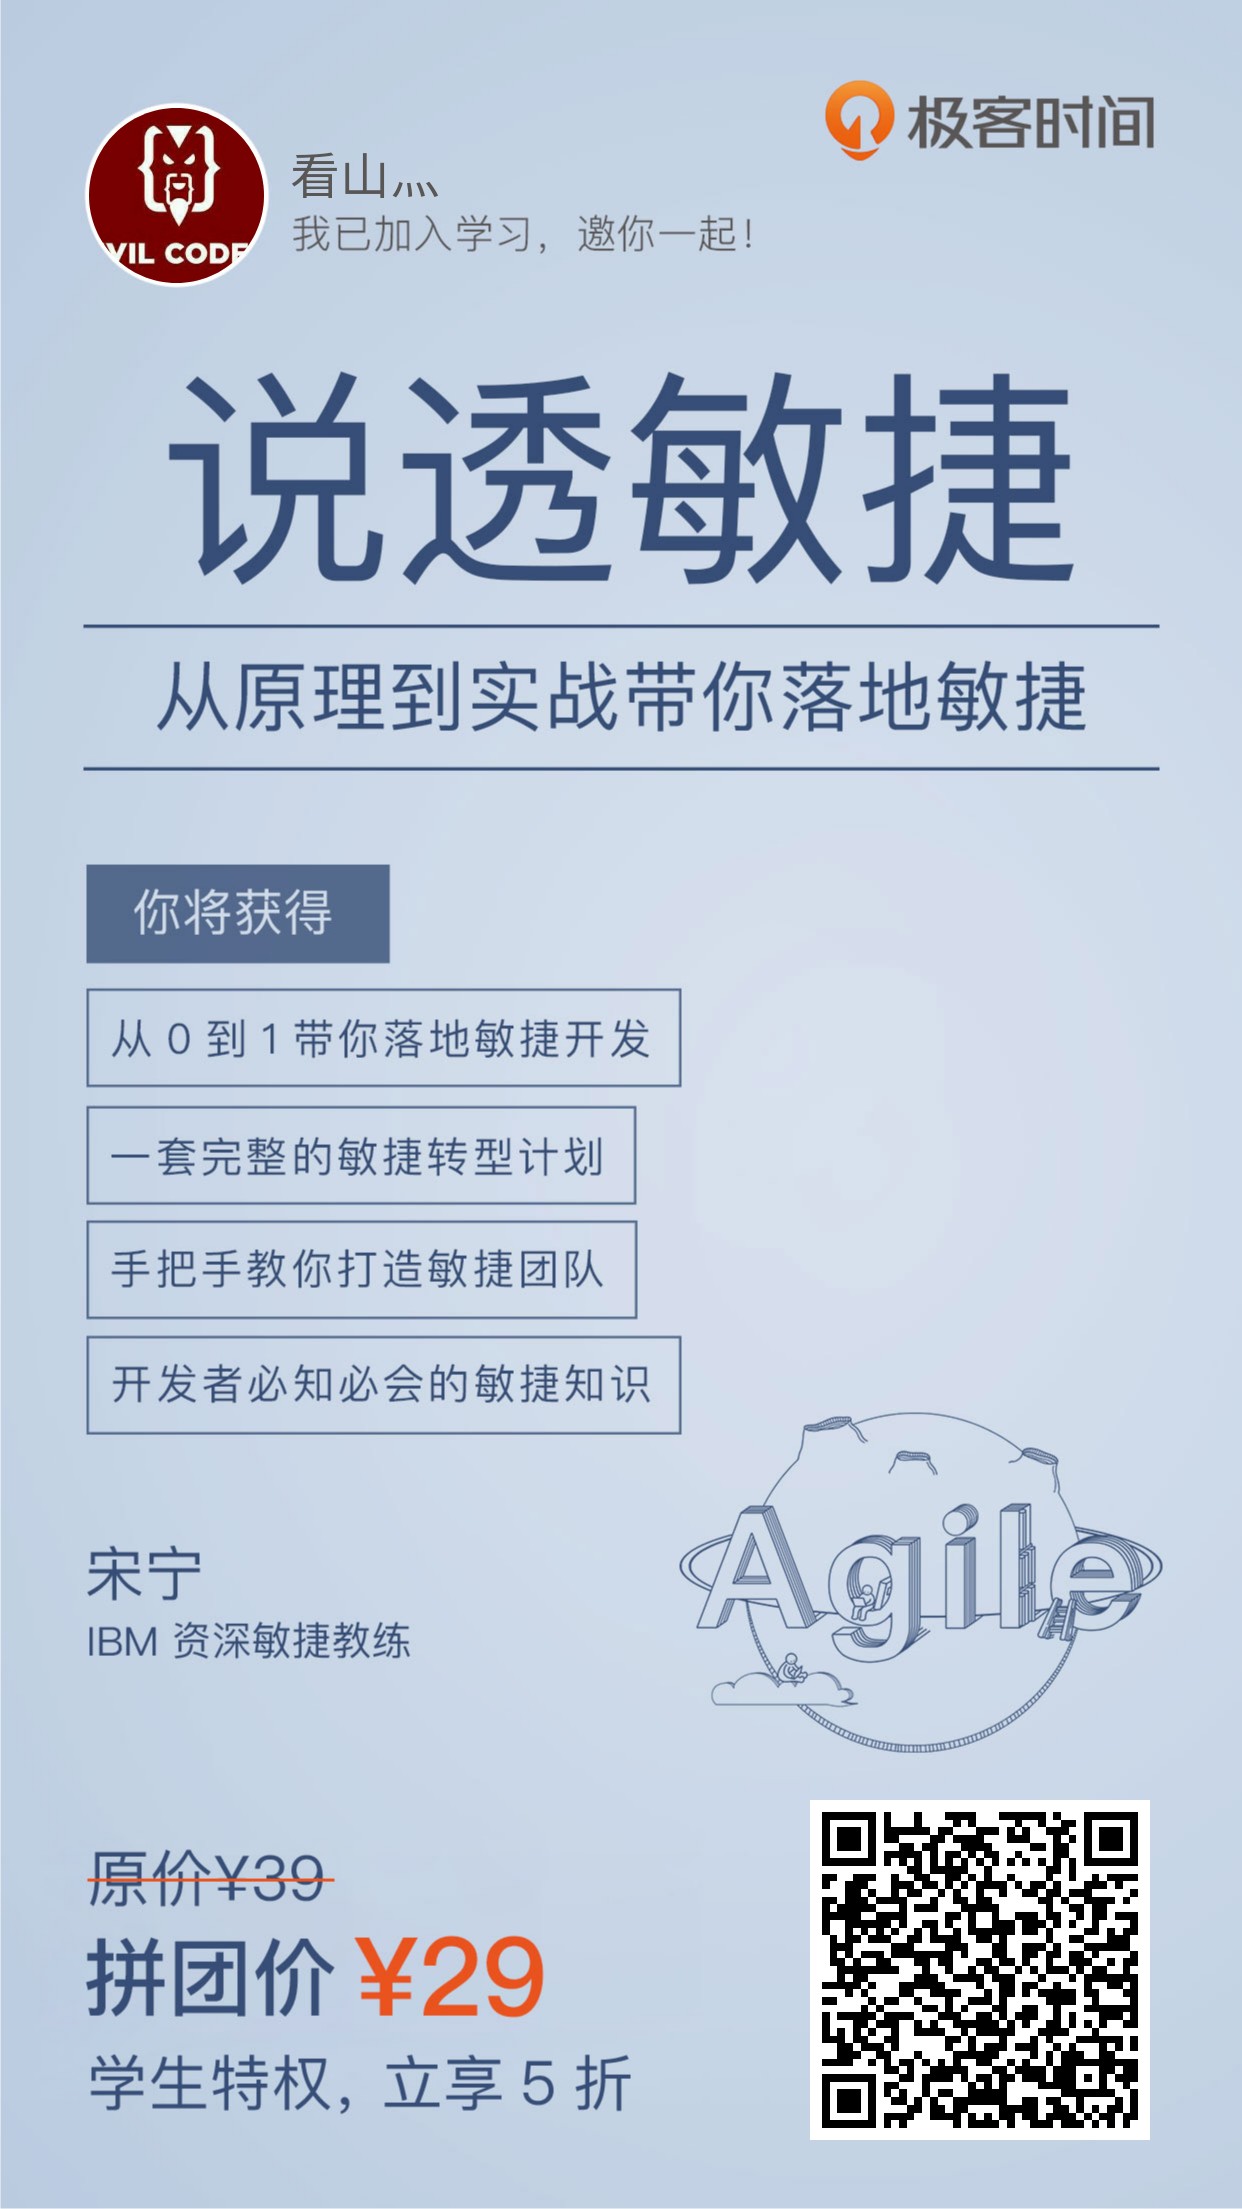 极客时间
VIL CODE
看山灬
我已加入学习，邀你一起！
说透敏捷
从原理到实战带你落地敏捷
你将获得
从 0 到 1 带你落地敏捷开发
一套完整的敏捷转型计划
手把手教你打造敏捷团队
开发者必知必会的敏捷知识
Agile
宋宁
IBM 资深敏捷教练
原价¥39
拼团价 ¥29
学生特权，立享 5 折